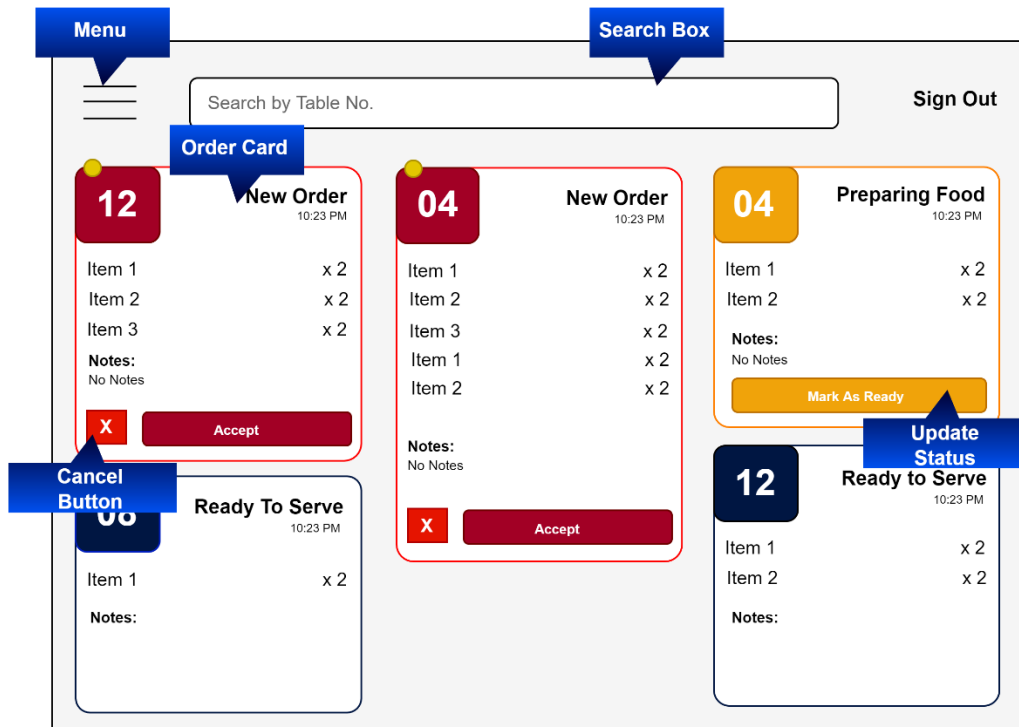 Menu
Search Box
Search by Table No.
Sign Out
Order Card
12
New Order
10:23 PM
Item 1 x 2
Item 2 x 2
Item 3 x 2
Notes:
No Notes
X
Accept
Cancel
Button
04
New Order
10:23 PM
Item 1 x 2
Item 2 x 2
Item 3 x 2
Item 1 x 2
Item 2 x 2
Notes:
No Notes
X
Accept
04
Preparing Food
10:23 PM
Item 1 x 2
Item 2 x 2
Notes:
No Notes
Mark As Ready
Update
Status
08
Ready To Serve
10:23 PM
Item 1 x 2
Notes:
12
Ready to Serve
10:23 PM
Item 1 x 2
Item 2 x 2
Notes: